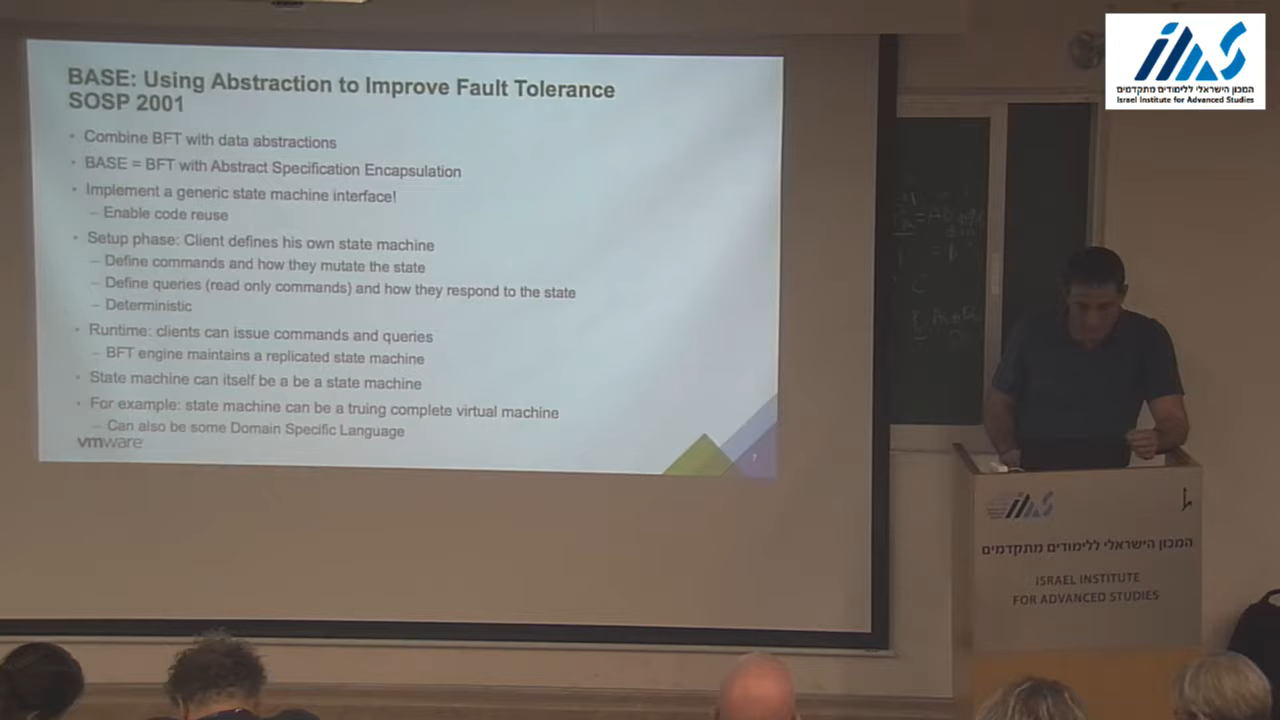 BASE: Using Abstraction to Improve Fault Tolerance
SOSP 2001
• Combine BFT with data abstractions
• BASE = BFT with Abstract Specification Encapsulation
• Implement a generic state machine interface!
– Enable code reuse
• Setup phase: Client defines his own state machine
– Define commands and how they mutate the state
– Define queries (read only commands) and how they respond to the state
– Deterministic
• Runtime: clients can issue commands and queries
– BFT engine maintains a replicated state machine
• State machine can itself be a be a state machine
• For example: state machine can be a truing complete virtual machine
– Can also be some Domain Specific Language
vmware
7
המכון הישראלי ללימודים מתקדמים
Israel Institute for Advanced Studies
המכון הישראלי ללימודים מתקדמים
ISRAEL INSTITUTE
FOR ADVANCED STUDIES